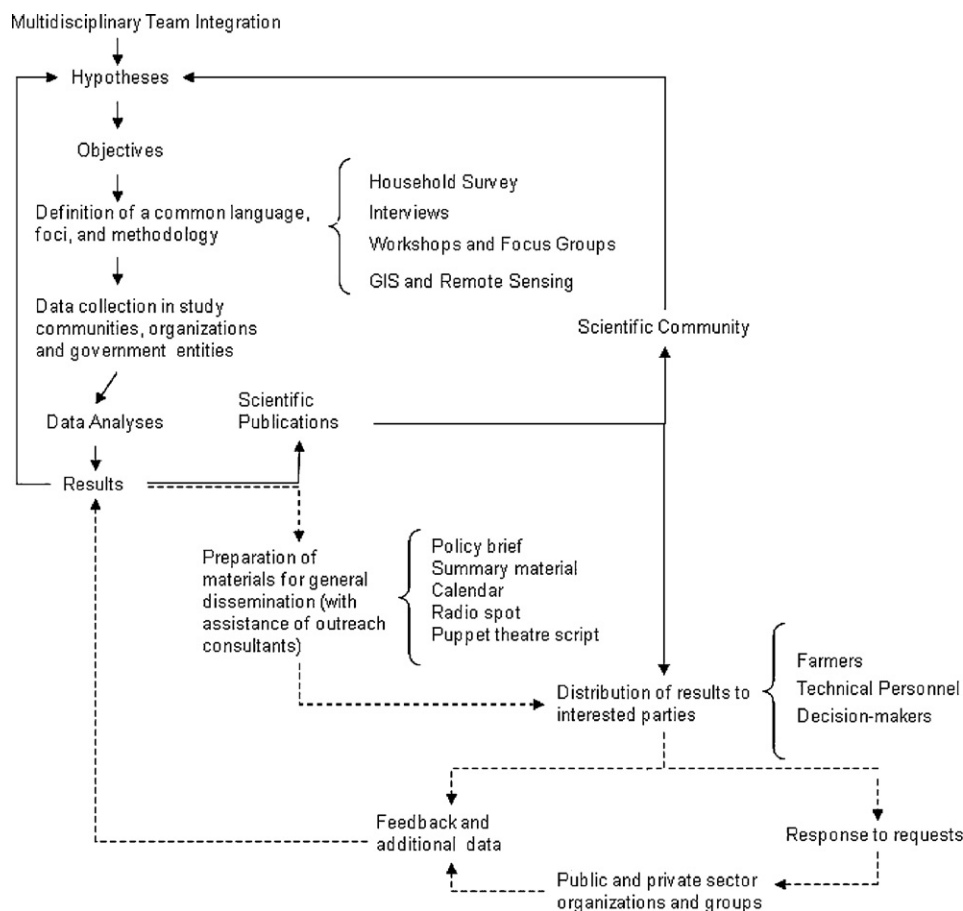 Multidisciplinary Team Integration
Hypotheses
Objectives
Definition of a common language,
foci, and methodology
Household Survey
Interviews
Workshops and Focus Groups
GIS and Remote Sensing
Data collection in study
communities, organizations
and government entities
Scientific Community
Data Analyses
Scientific
Publications
Results
Preparation of
materials for general
dissemination (with
assistance of outreach
consultants)
Policy brief
Summary material
Calendar
Radio spot
Puppet theatre script
Distribution of results to
interested parties
Farmers
Technical Personnel
Decision-makers
Feedback and
additional data
Response to requests
Public and private sector
organizations and groups